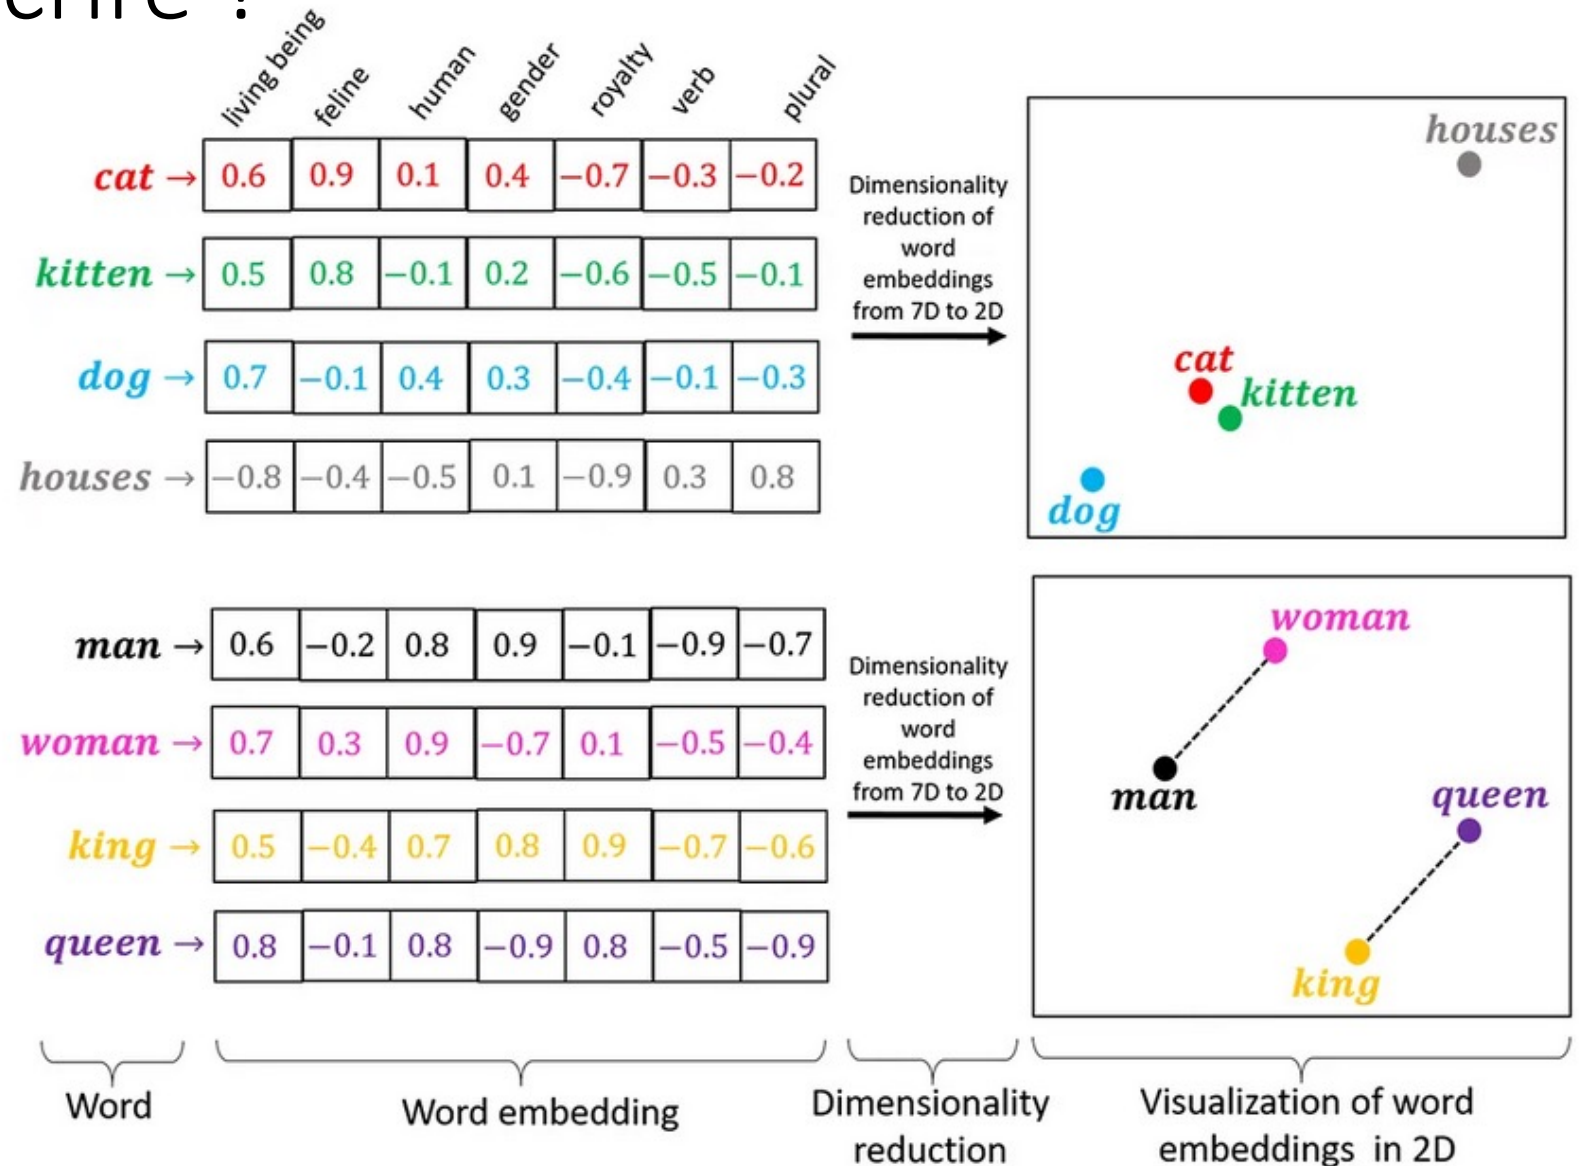 living being feline human gender royalty verb plural
cat → 0.6 0.9 0.1 0.4 −0.7 −0.3 −0.2
kitten → 0.5 0.8 −0.1 0.2 −0.6 −0.5 −0.1
dog → 0.7 −0.1 0.4 0.3 −0.4 −0.1 −0.3
houses → −0.8 −0.4 −0.5 0.1 −0.9 0.3 0.8
Dimensionality
reduction of
word
embeddings
from 7D to 2D
houses
cat
kitten
dog
man → 0.6 −0.2 0.8 0.9 −0.1 −0.9 −0.7
woman → 0.7 0.3 0.9 −0.7 0.1 −0.5 −0.4
king → 0.5 −0.4 0.7 0.8 0.9 −0.7 −0.6
queen → 0.8 −0.1 0.8 −0.9 0.8 −0.5 −0.9
Dimensionality
reduction of
word
embeddings
from 7D to 2D
woman
man
queen
king
Word
Word embedding
Dimensionality
reduction
Visualization of word
embeddings in 2D